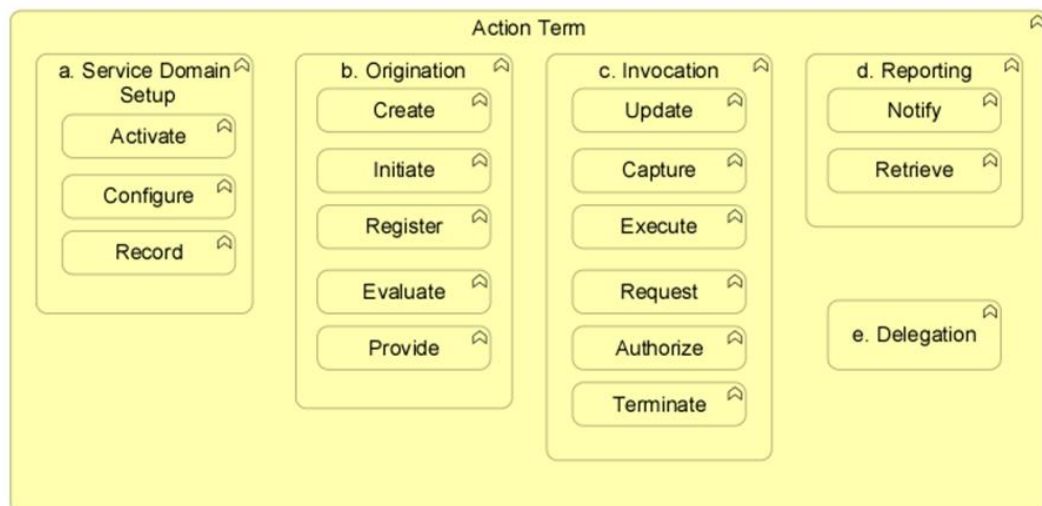 Action Term
a. Service Domain
Setup
Activate
Configure
Record
b. Origination
Create
Initiate
Register
Evaluate
Provide
c. Invocation
Update
Capture
Execute
Request
Authorize
Terminate
d. Reporting
Notify
Retrieve
e. Delegation